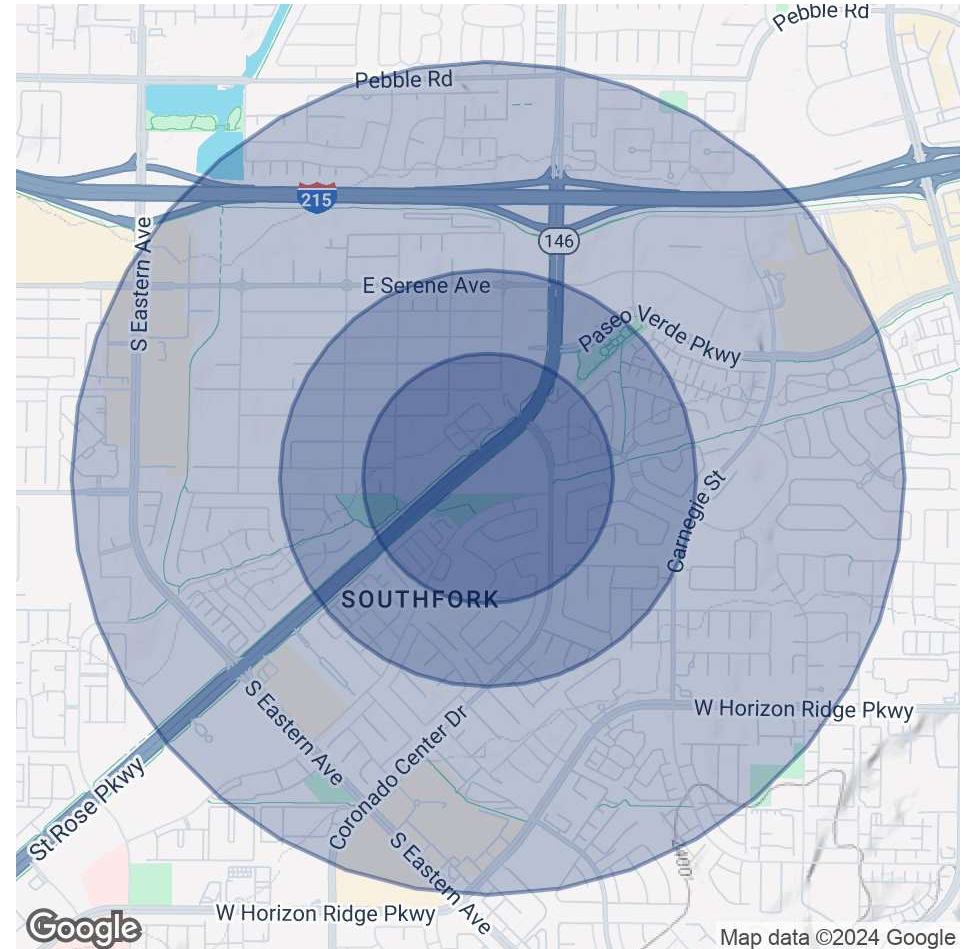 Pebble Rd
Pebble Rd
215
146
S Eastern Ave
E Serene Ave
Paseo Verde Pkwy
Carnegie St
SOUTHFORK
S Eastern Ave
W Horizon Ridge Pkwy
Coronado Center Dr
St Rose Pkwy
S Eastern Ave
2400
W Horizon Ridge Pkwy
Google
Map data ©2024 Google